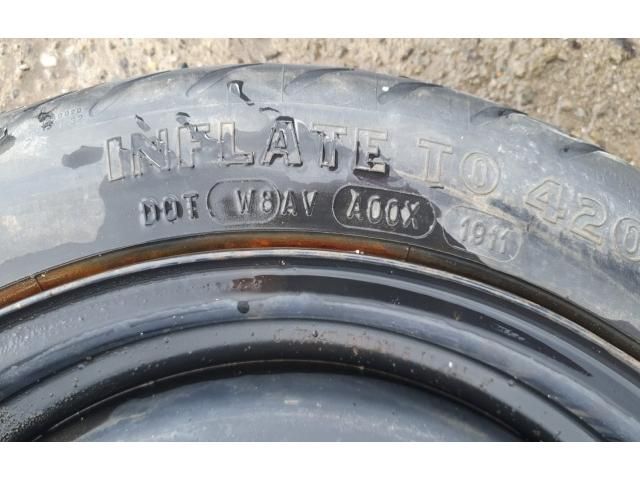 INFLATE TO 420
DOT W8AV A00X 1911